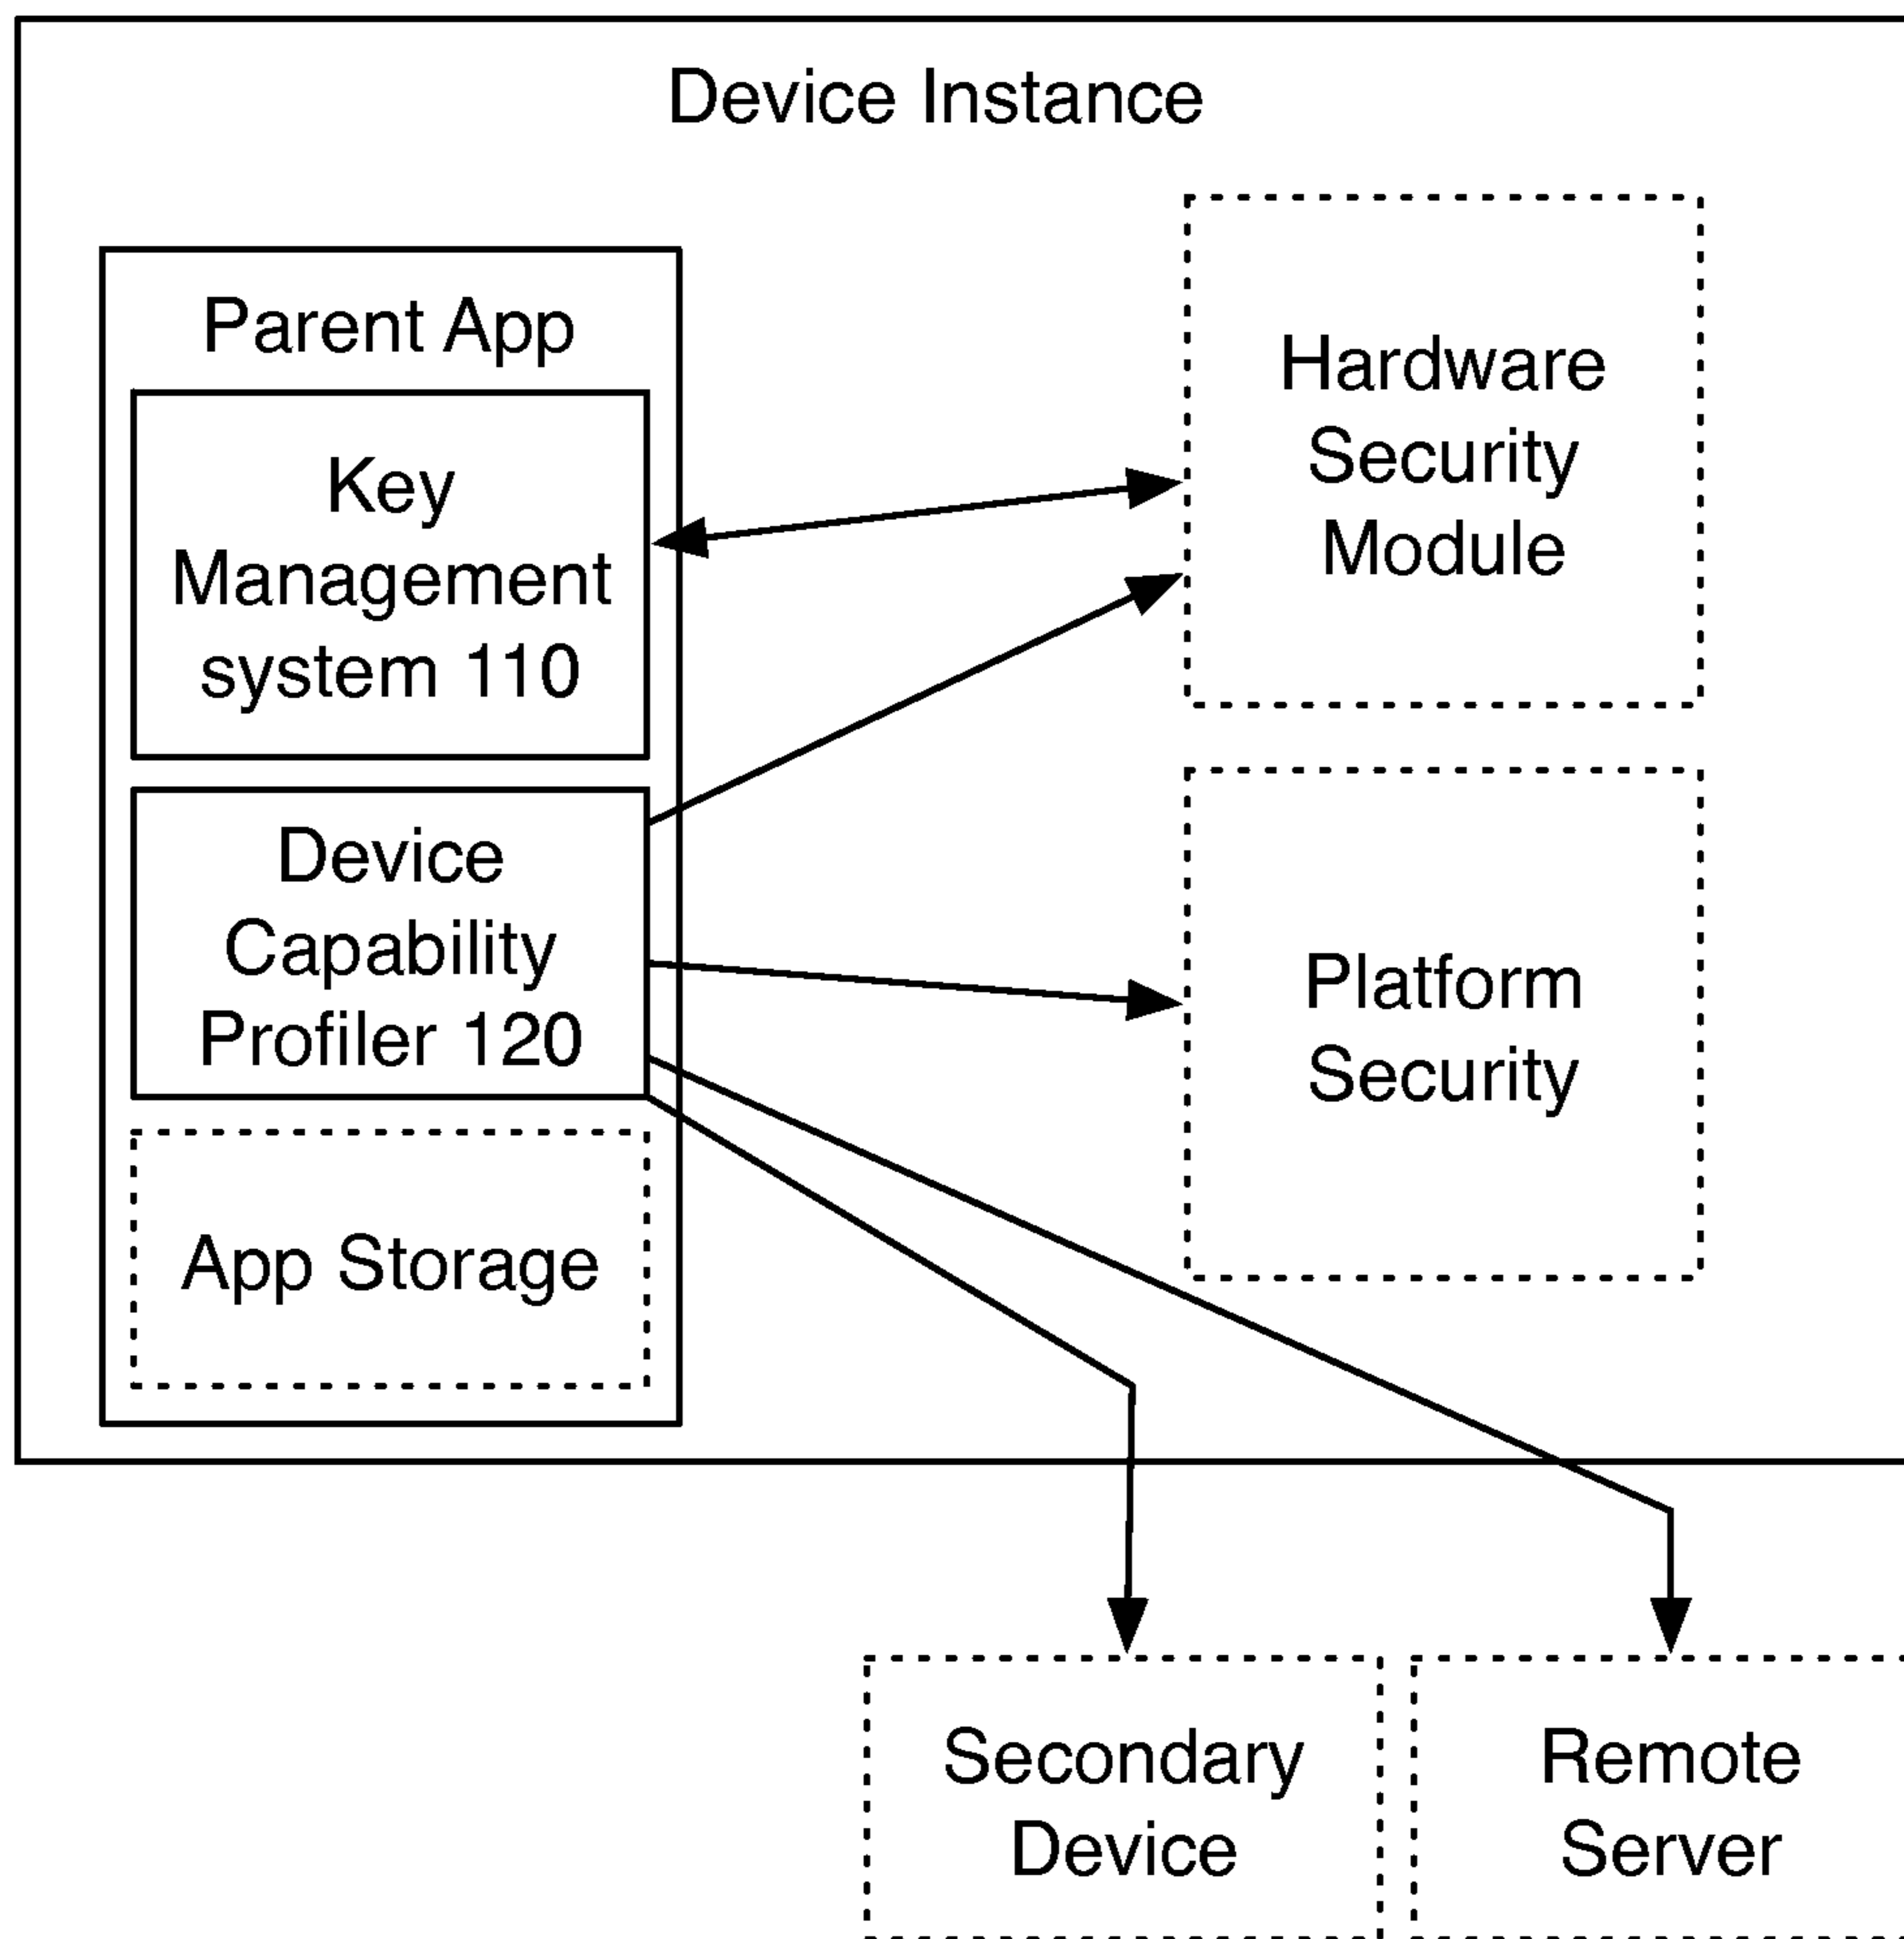 Device Instance
Parent App
Key
Management
system 110
Device
Capability
Profiler 120
App Storage
Hardware
Security
Module
Platform
Security
Secondary
Device
Remote
Server